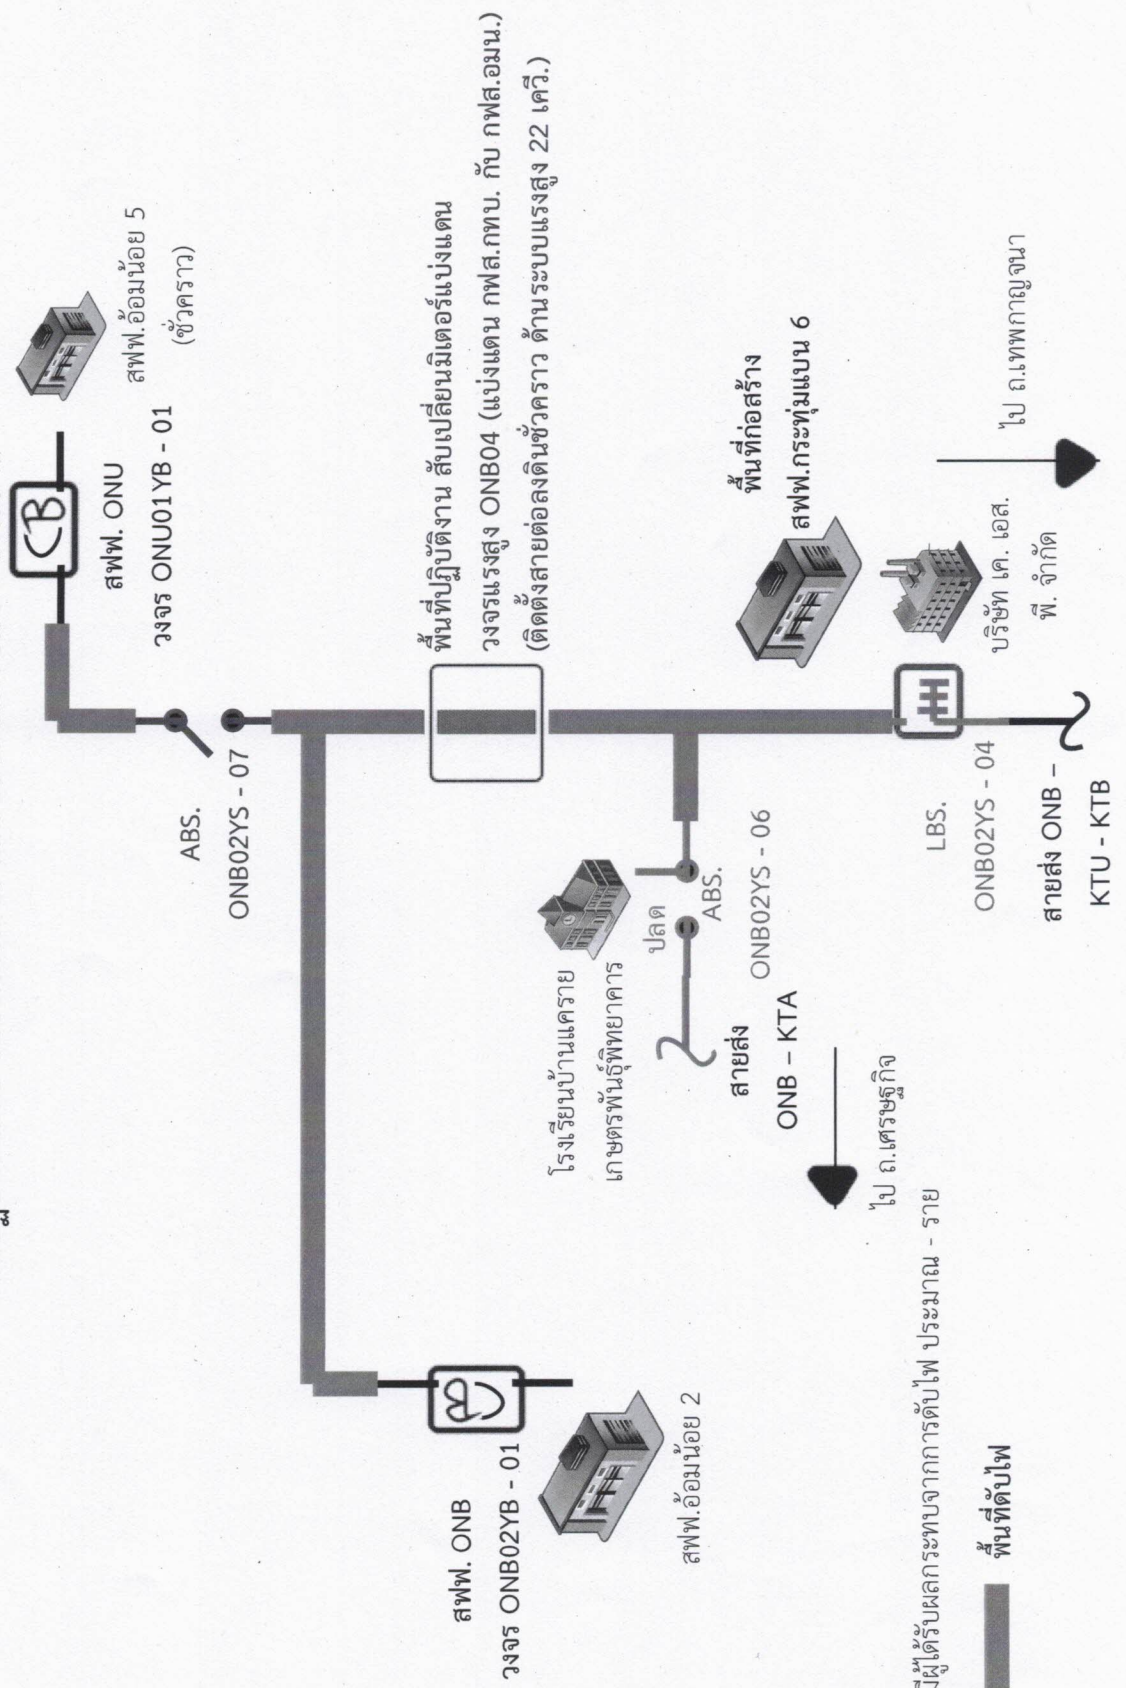 CB
สฟฟ.อ้อมน้อย 5
(ชั่วคราว)
สฟฟ. ONU
วงจร ONU01YB - 01
ABS.
ONB02YS - 07
พื้นที่ปฏิบัติงาน สับเปลี่ยนมิเตอร์แบ่งแดน
วงจรแรงสูง ONB04 (แบ่งแดน กฟส.กทบ. กับ กฟส.อมน.)
(ติดตั้งสายต่อลงดินชั่วคราว ด้านระบบแรงสูง 22 เควี.)
พื้นที่ก่อสร้าง
สฟฟ.กระทุ่มแบน 6
บริษัท เค. เอส.
พี. จำกัด
ไป ถ.เทพกาญจนา
LBS.
ONB02YS - 04
สายส่ง ONB –
KTU - KTB
โรงเรียนบ้านแคราย
เกษตรพันธุ์พิทยาคาร
ปลด
ABS.
ONB02YS - 06
สายส่ง
ONB – KTA
ไป ถ.เศรษฐกิจ
สฟฟ. ONB
วงจร ONB02YB - 01
CB
สฟฟ.อ้อมน้อย 2
มีผู้ได้รับผลกระทบจากการดับไฟ ประมาณ - ราย
พื้นที่ดับไฟ